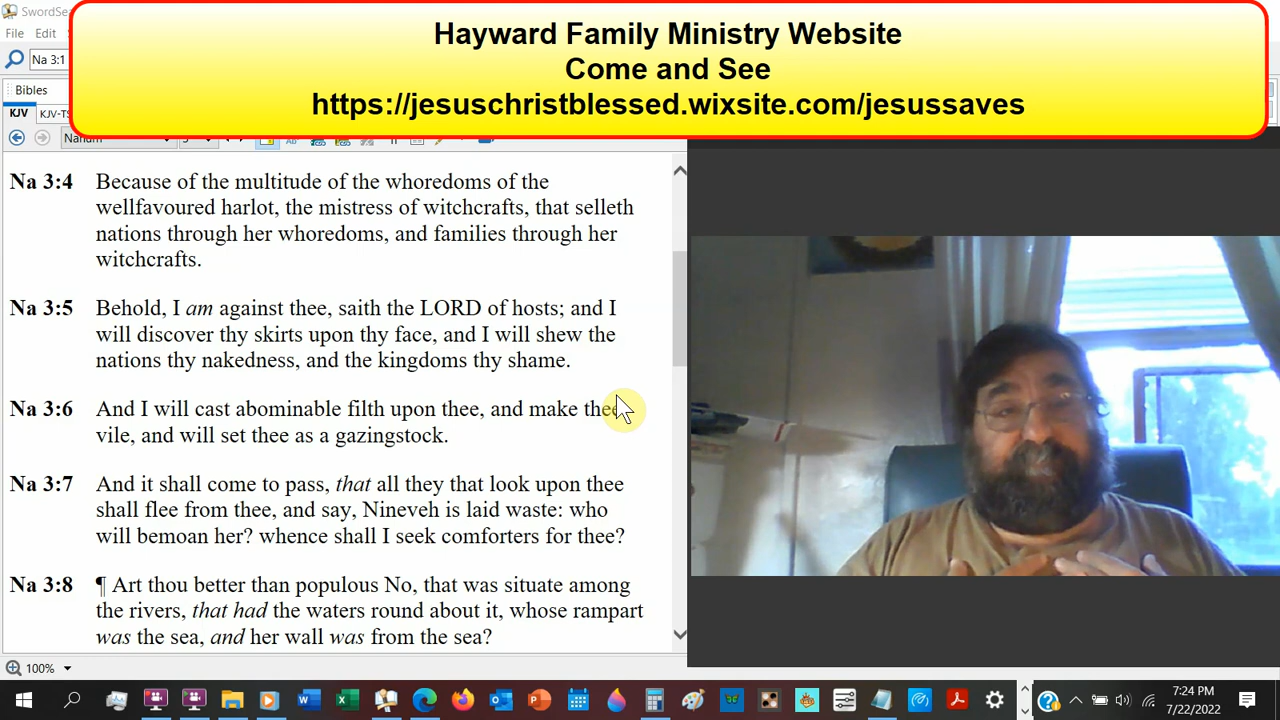 Hayward Family Ministry Website
Come and See
https://jesuschristblessed.wixsite.com/jesussaves
SwordSe
File Edit
Na 3:1
Bibles
KJV KJV-TS
Nahum 3
Na 3:4 Because of the multitude of the whoredoms of the
wellfavoured harlot, the mistress of witchcrafts, that selleth
nations through her whoredoms, and families through her
witchcrafts.
Na 3:5 Behold, I am against thee, saith the LORD of hosts; and I
will discover thy skirts upon thy face, and I will shew the
nations thy nakedness, and the kingdoms thy shame.
Na 3:6 And I will cast abominable filth upon thee, and make thee
vile, and will set thee as a gazingstock.
Na 3:7 And it shall come to pass, that all they that look upon thee
shall flee from thee, and say, Nineveh is laid waste: who
will bemoan her? whence shall I seek comforters for thee?
Na 3:8 ¶ Art thou better than populous No, that was situate among
the rivers, that had the waters round about it, whose rampart
was the sea, and her wall was from the sea?
100%
7:24 PM
7/22/2022